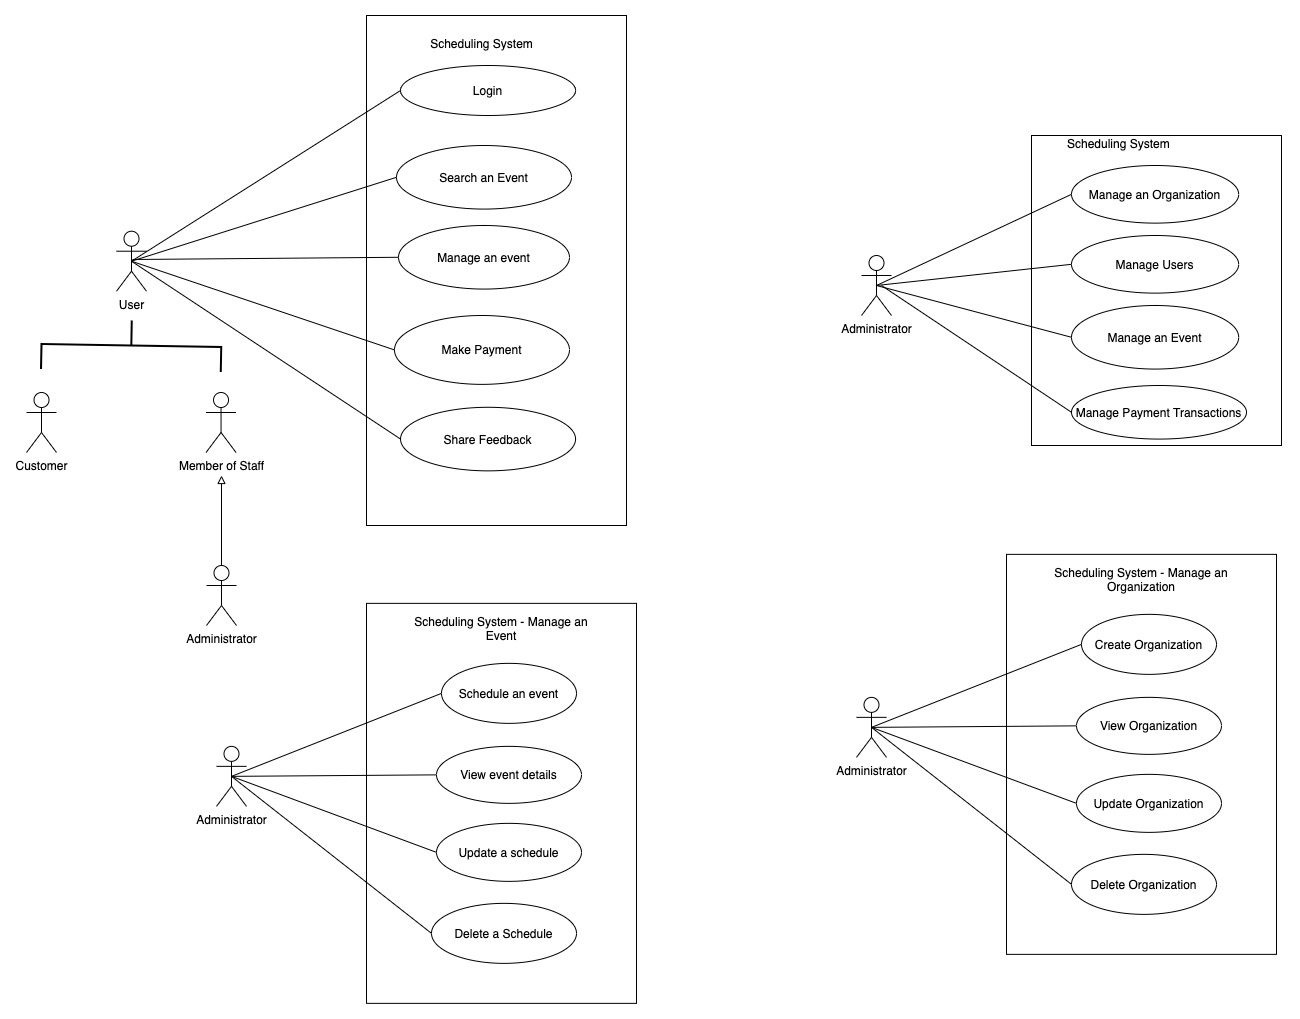 Scheduling System
Login
Search an Event
Manage an event
Make Payment
Share Feedback
User
Customer
Member of Staff
Administrator
Scheduling System
Manage an Organization
Manage Users
Manage an Event
Manage Payment Transactions
Administrator
Scheduling System - Manage an
Event
Schedule an event
View event details
Update a schedule
Delete a Schedule
Administrator
Scheduling System - Manage an
Organization
Create Organization
View Organization
Update Organization
Delete Organization
Administrator